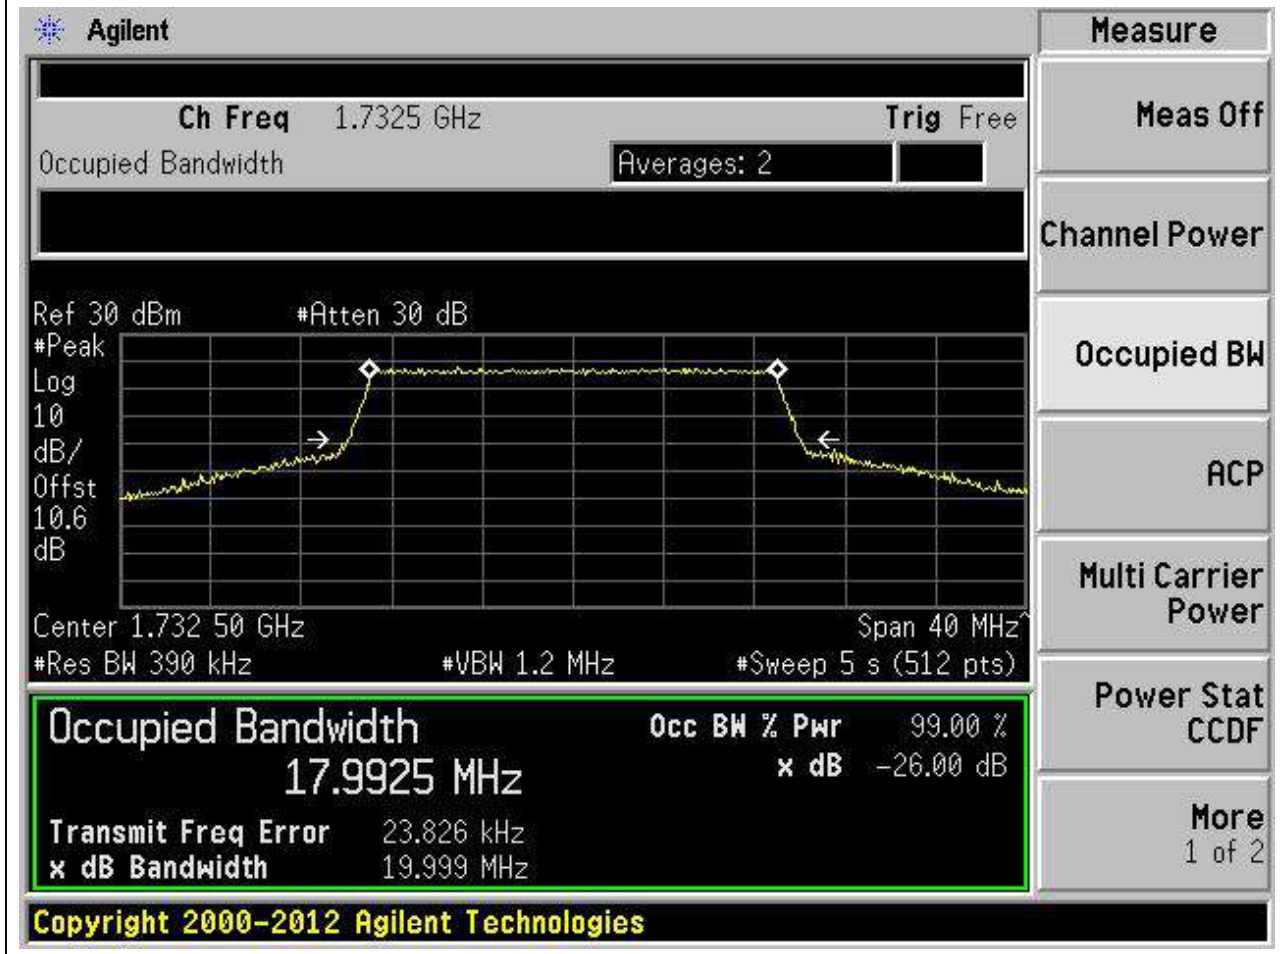 Agilent
Measure
Ch Freq 1.7325 GHz Trig Free
Meas Off
Occupied Bandwidth Averages: 2
Channel Power
Ref 30 dBm #Atten 30 dB
#Peak
Log
10
dB/
Offst
10.6
dB
Occupied BW
ACP
Center 1.732 50 GHz Span 40 MHz^
#Res BW 390 kHz #VBW 1.2 MHz #Sweep 5 s (512 pts)
Multi Carrier
Power
Occupied Bandwidth Occ BW % Pwr 99.00 %
17.9925 MHz x dB -26.00 dB
Power Stat
CCDF
Transmit Freq Error 23.826 kHz
x dB Bandwidth 19.999 MHz
More
1 of 2
Copyright 2000-2012 Agilent Technologies